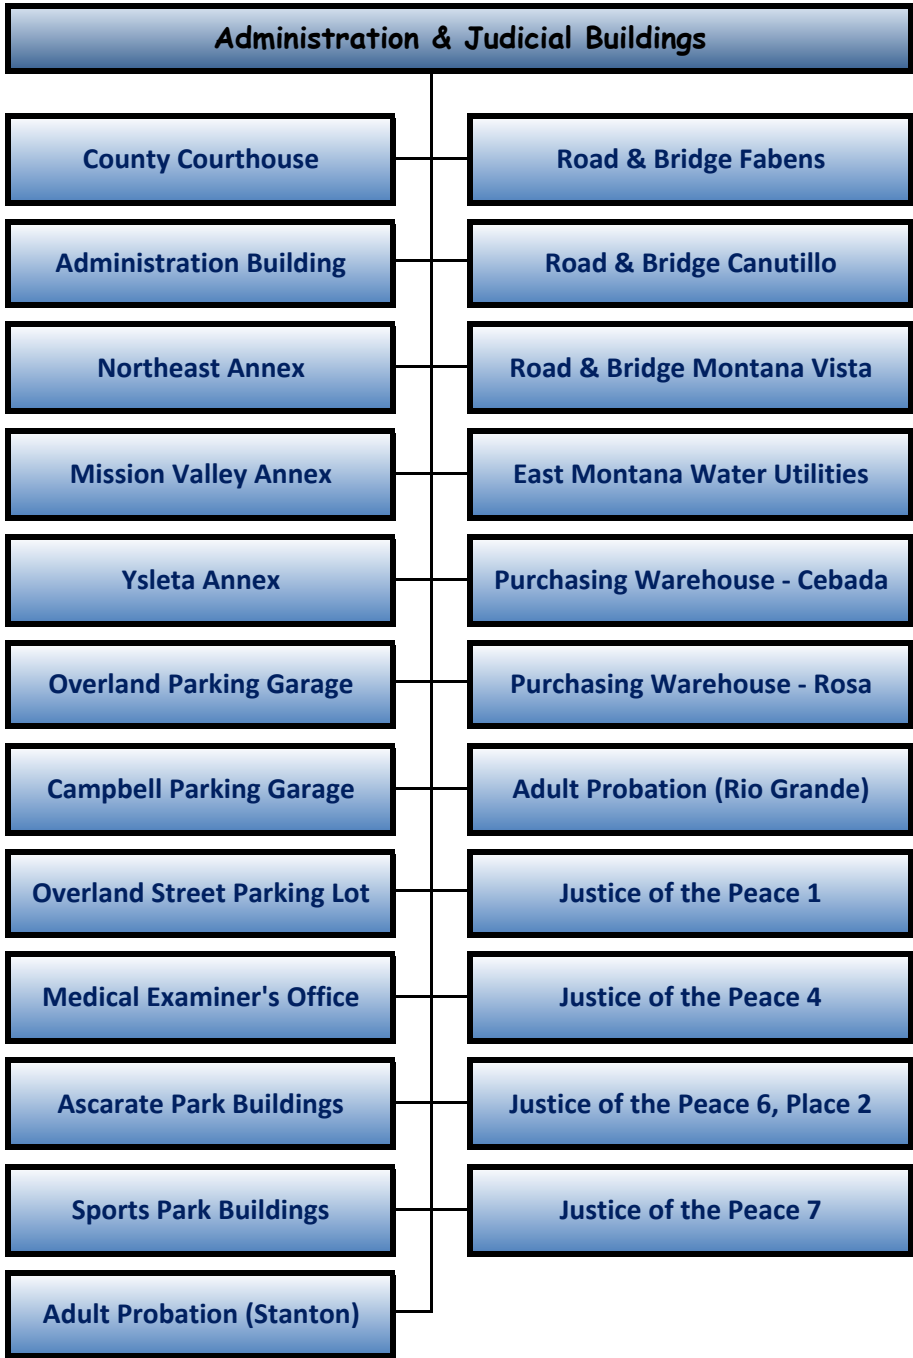 Administration & Judicial Buildings
County Courthouse
Road & Bridge Fabens
Administration Building
Road & Bridge Canutillo
Northeast Annex
Road & Bridge Montana Vista
Mission Valley Annex
East Montana Water Utilities
Ysleta Annex
Purchasing Warehouse - Cebada
Overland Parking Garage
Purchasing Warehouse - Rosa
Campbell Parking Garage
Adult Probation (Rio Grande)
Overland Street Parking Lot
Justice of the Peace 1
Medical Examiner's Office
Justice of the Peace 4
Ascarate Park Buildings
Justice of the Peace 6, Place 2
Sports Park Buildings
Justice of the Peace 7
Adult Probation (Stanton)